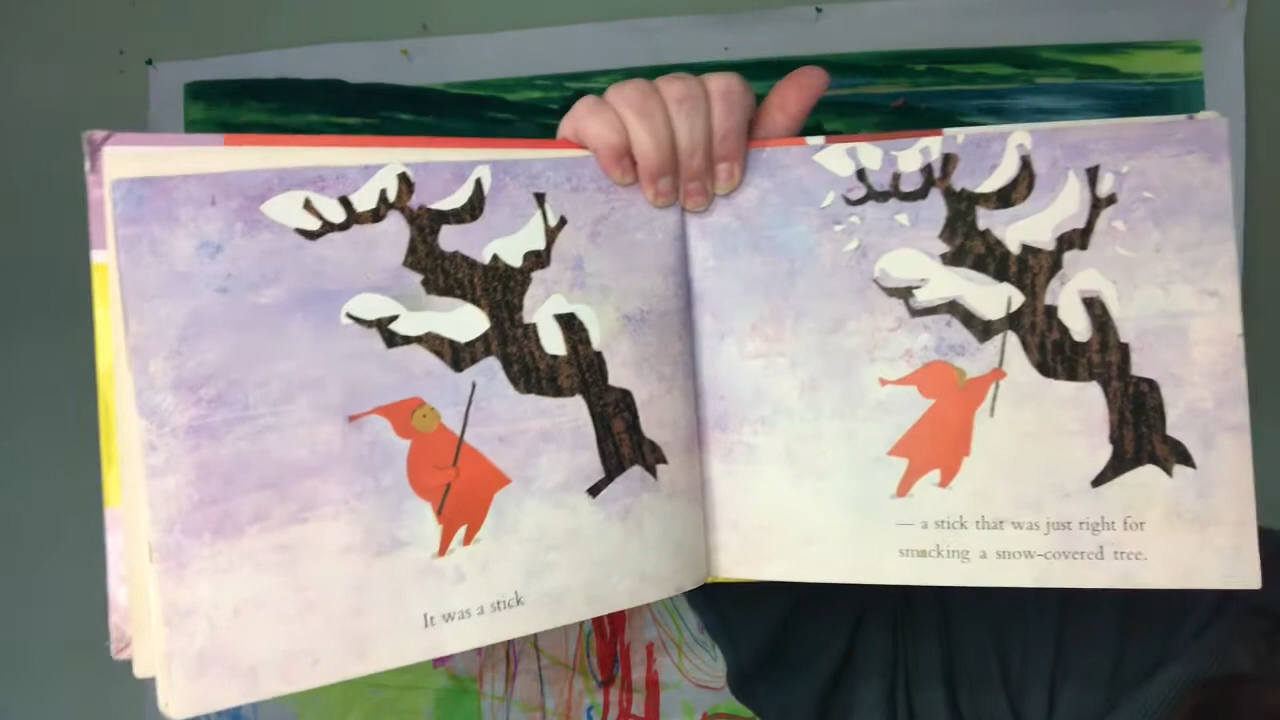 It was a stick
— a stick that was just right for
smacking a snow-covered tree.